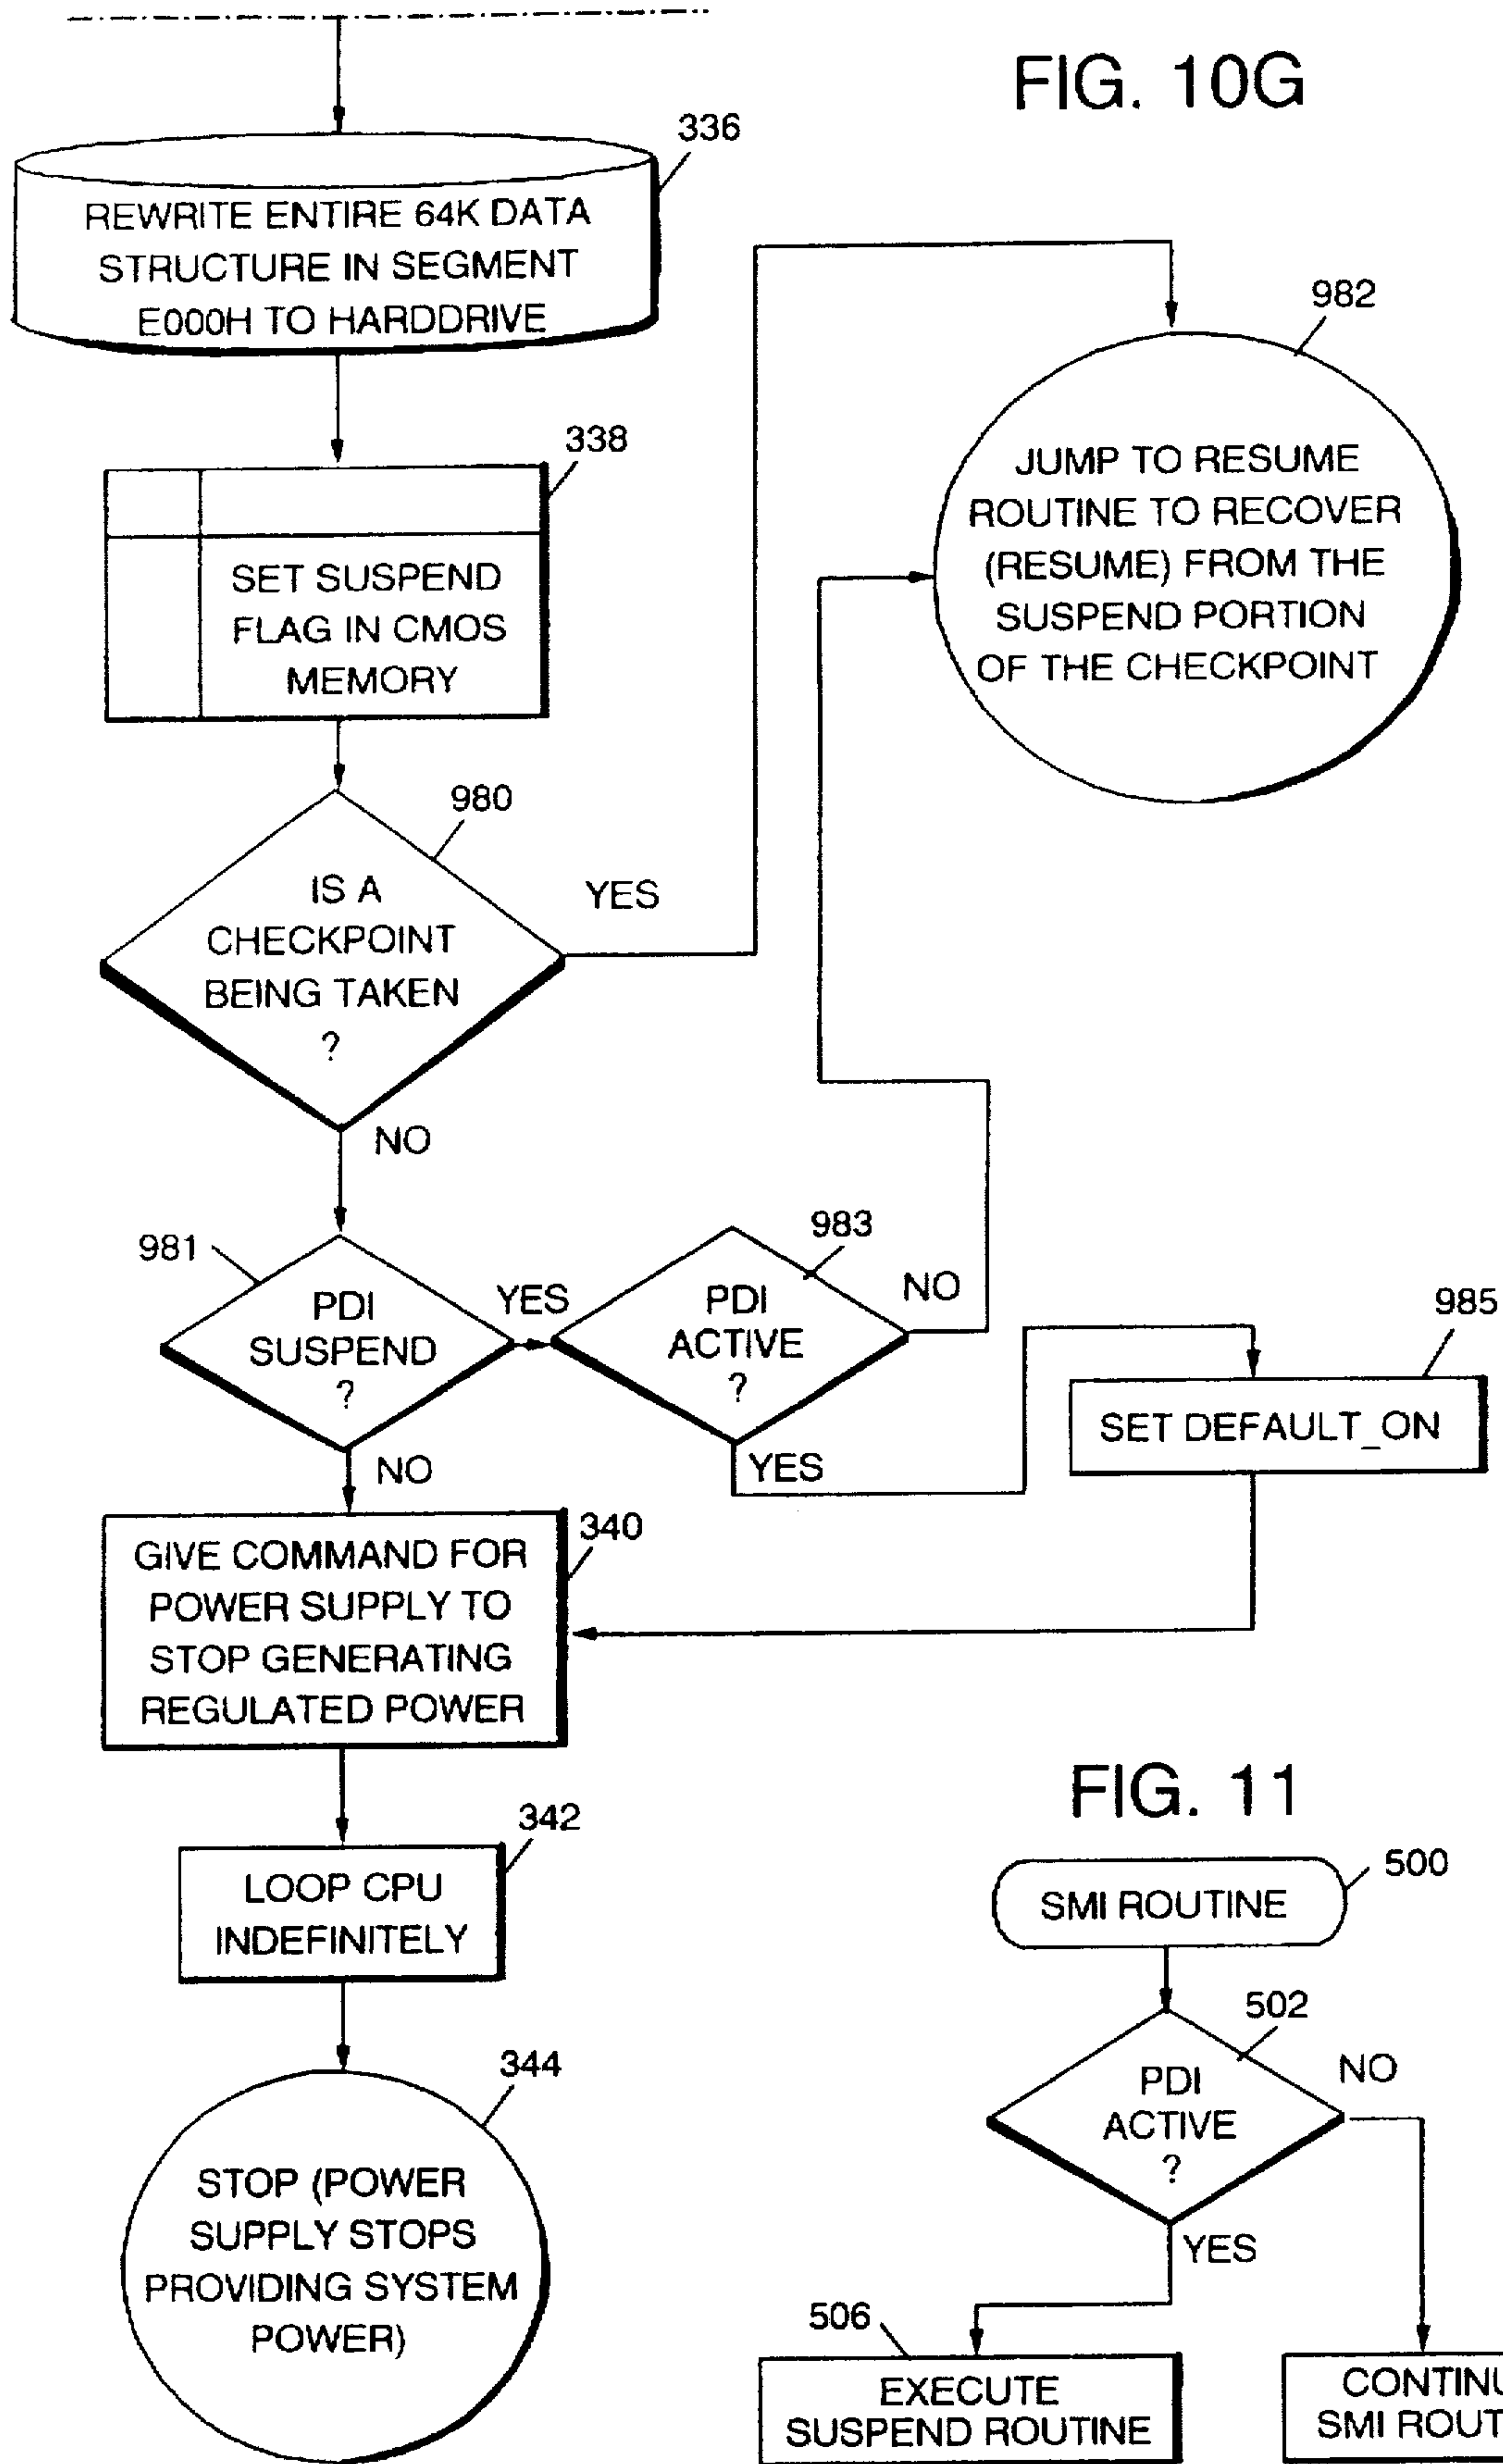 FIG. 10G
336
REWRITE ENTIRE 64K DATA
STRUCTURE IN SEGMENT
E000H TO HARDDRIVE
338
SET SUSPEND
FLAG IN CMOS
MEMORY
982
JUMP TO RESUME
ROUTINE TO RECOVER
(RESUME) FROM THE
SUSPEND PORTION
OF THE CHECKPOINT
980
IS A
CHECKPOINT
BEING TAKEN
?
YES
NO
981
PDI
SUSPEND
?
YES
NO
983
PDI
ACTIVE
?
NO
YES
985
SET DEFAULT_ON
340
GIVE COMMAND FOR
POWER SUPPLY TO
STOP GENERATING
REGULATED POWER
342
LOOP CPU
INDEFINITELY
344
STOP (POWER
SUPPLY STOPS
PROVIDING SYSTEM
POWER)
FIG. 11
500
SMI ROUTINE
502
PDI
ACTIVE
?
NO
YES
506
EXECUTE
SUSPEND ROUTINE
CONTINU
SMI ROUT